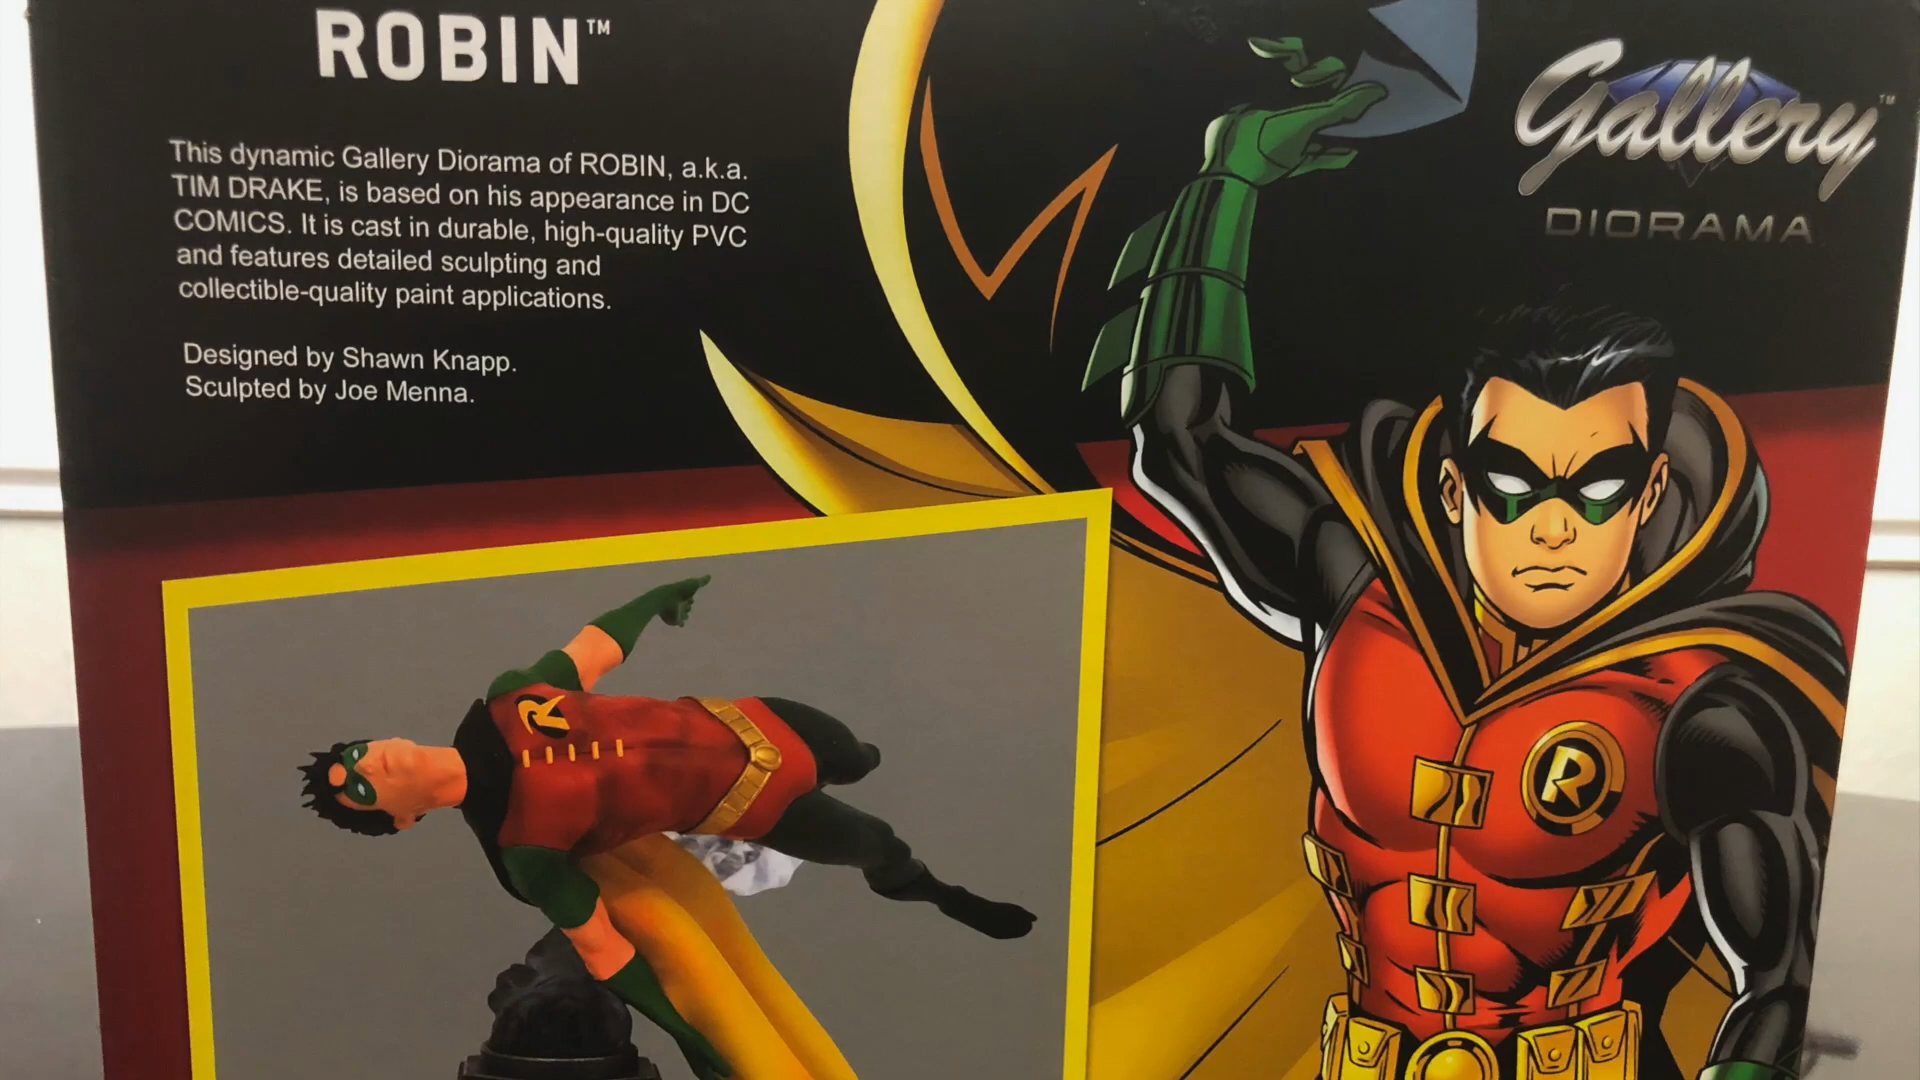 ROBIN™
This dynamic Gallery Diorama of ROBIN, a.k.a.
TIM DRAKE, is based on his appearance in DC
COMICS. It is cast in durable, high-quality PVC
and features detailed sculpting and
collectible-quality paint applications.
Designed by Shawn Knapp.
Sculpted by Joe Menna.
Gallery™
DIORAMA
R
R